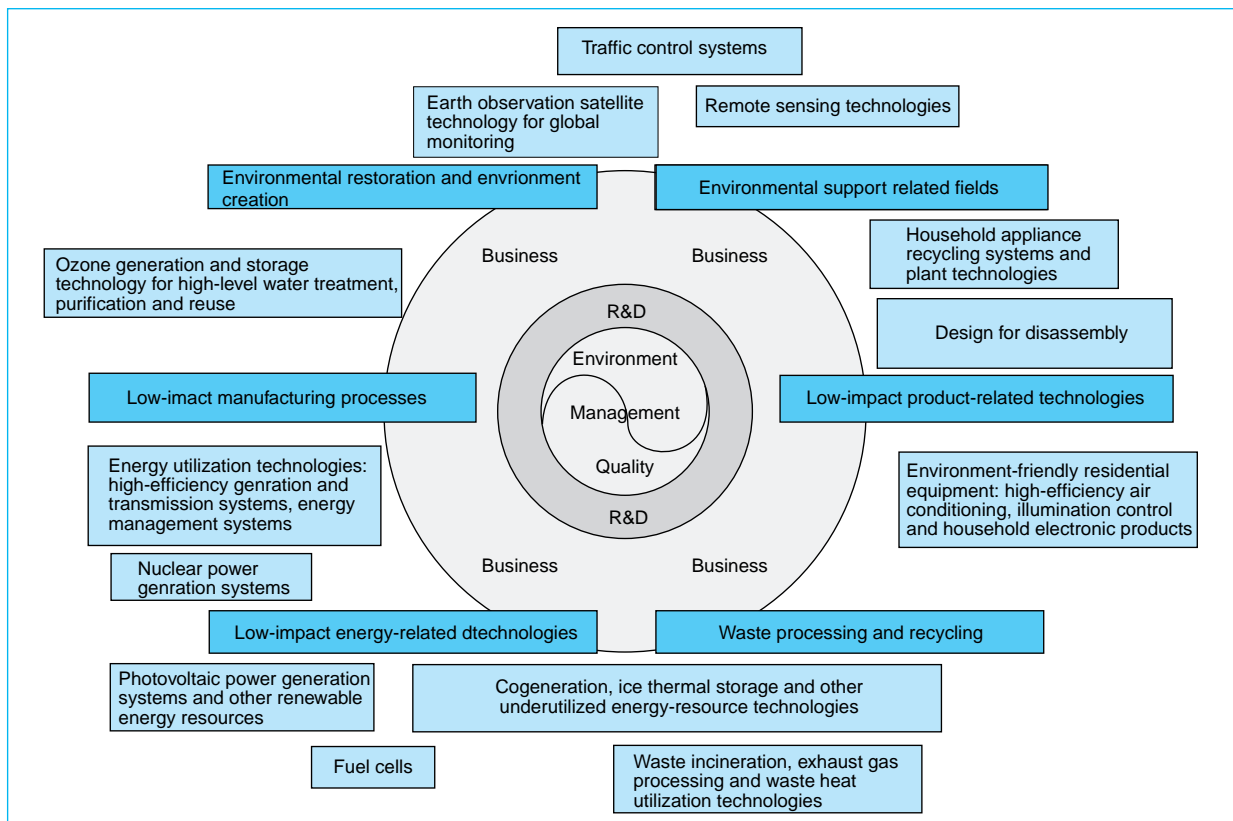 Traffic control systems
Earth observation satellite
technology for global
monitoring
Remote sensing technologies
Environmental restoration and envrionment
creation
Environmental support related fields
Business
Business
Household appliance
recycling systems and
plant technologies
Ozone generation and storage
technology for high-level water treatment,
purification and reuse
R&D
Design for disassembly
Environment
Low-imact manufacturing processes
Management
Low-impact product-related technologies
Energy utilization technologies:
high-efficiency genration and
transmission systems, energy
management systems
Quality
Environment-friendly residential
equipment: high-efficiency air
conditioning, illumination control
and household electronic products
R&D
Nuclear power
genration systems
Business
Business
Low-impact energy-related dtechnologies
Waste processing and recycling
Photovoltaic power generation
systems and other renewable
energy resources
Cogeneration, ice thermal storage and other
underutilized energy-resource technologies
Fuel cells
Waste incineration, exhaust gas
processing and waste heat
utilization technologies